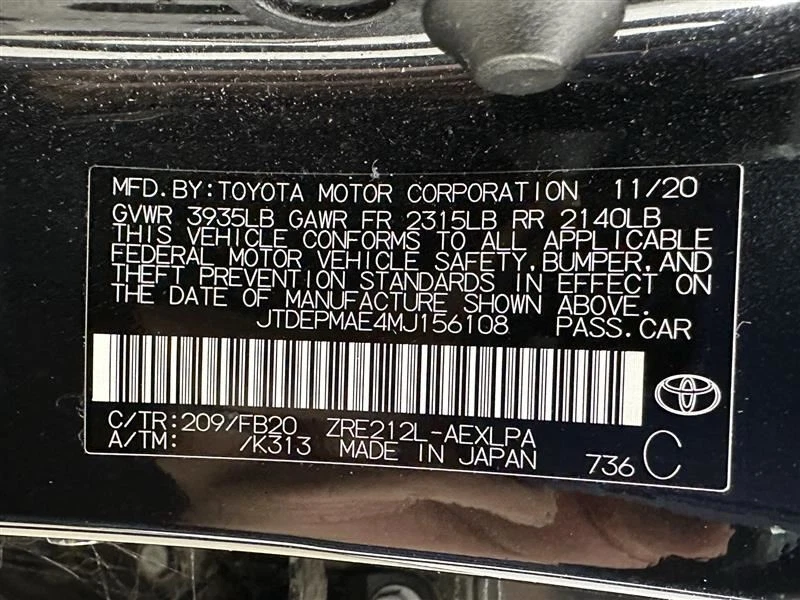 MFD.BY:TOYOTA MOTOR CORPORATION 11/20
GVWR 3935LB GAWR FR 2315LB RR 2140LB
THIS VEHICLE CONFORMS TO ALL APPLICABLE
FEDERAL MOTOR VEHICLE SAFETY,BUMPER,AND
THEFT PREVENTION STANDARDS IN EFFECT ON
THE DATE OF MANUFACTURE SHOWN ABOVE.
JTDEPMAE4MJ156108 PASS.CAR
C/TR:209/FB20 ZRE212L-AEXLPA
A/TM: /K313 MADE IN JAPAN 736 C